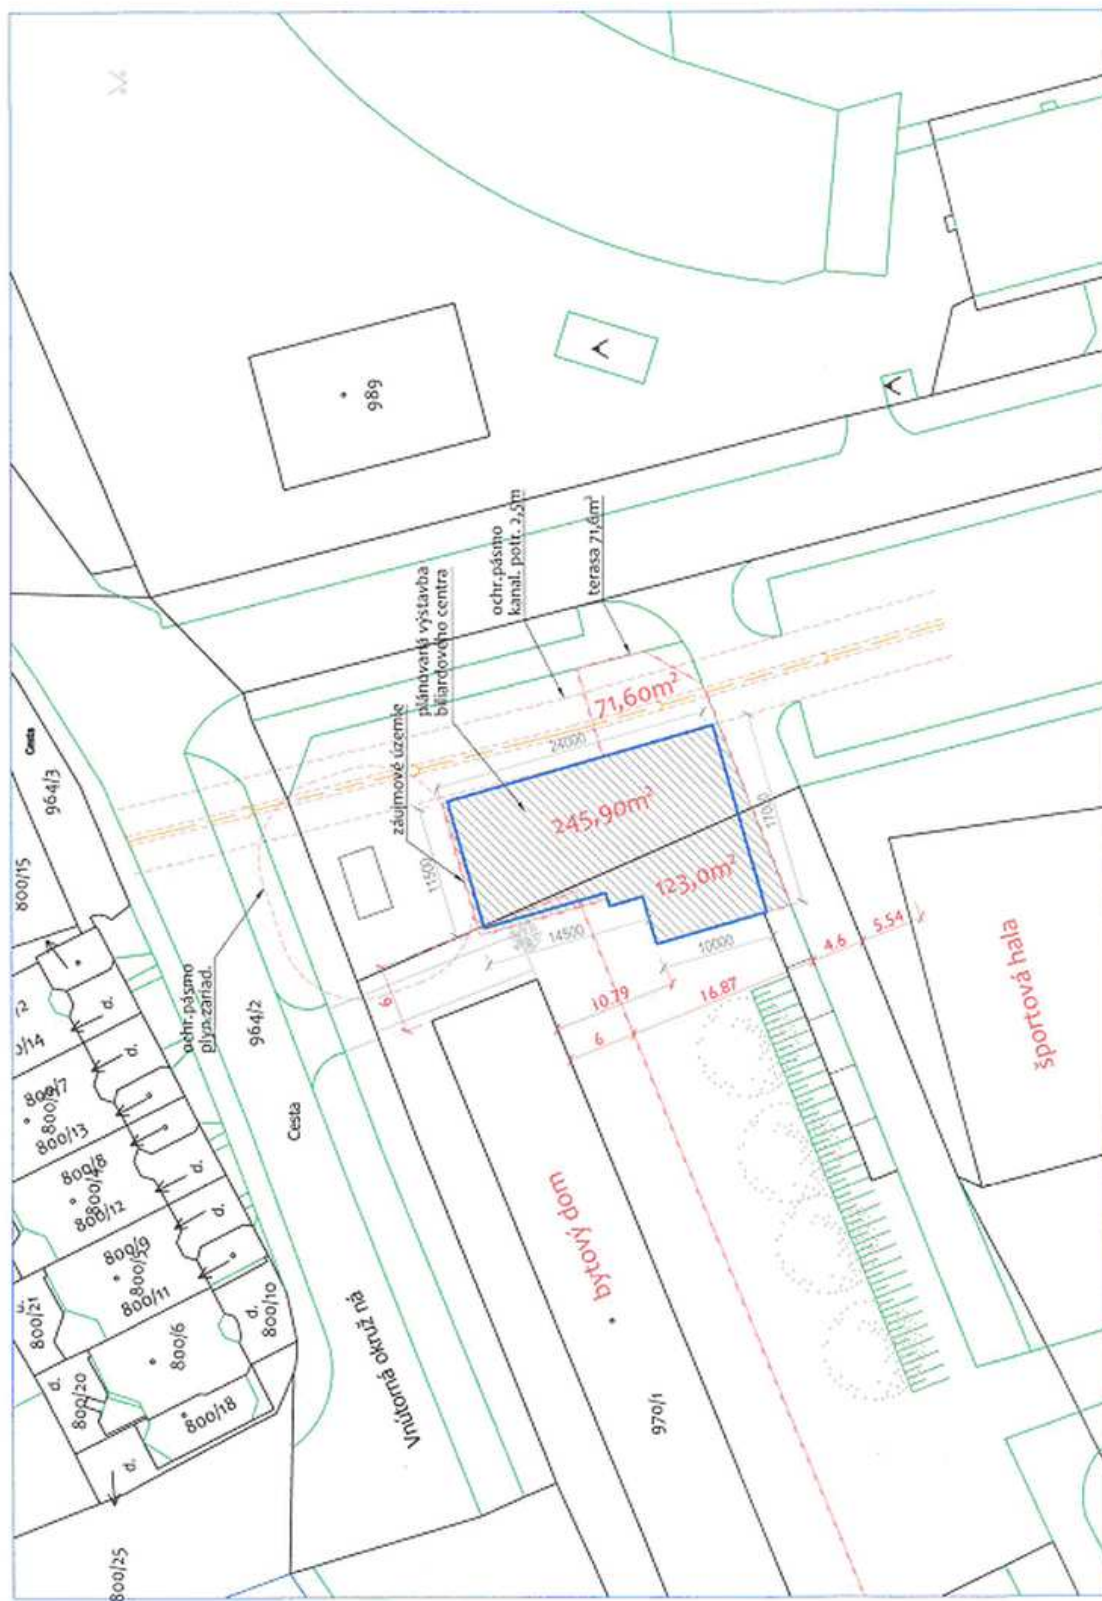 989
A
A
ochr.pásmo
kanal. potr. 2,5m
terasa 71,6m²
plánovaná výstavba
biliardového centra
záujmové územie
ochr.pásmo
plyn.zariad.
71,60m²
245,90m²
123,0m²
24000
11500
14500
10000
17000
6
10.79
6
16.87
4.6
5.54
športová hala
bytový dom
970/1
Vnútorná okruž ná
Cesta
964/2
Cesta
964/3
800/15
800/7
800/13
800/8
800/12
800/9
800/11
800/6
800/10
d.
d.
d.
d.
d.
d.
d.
d.
800/21
800/20
800/18
800/25